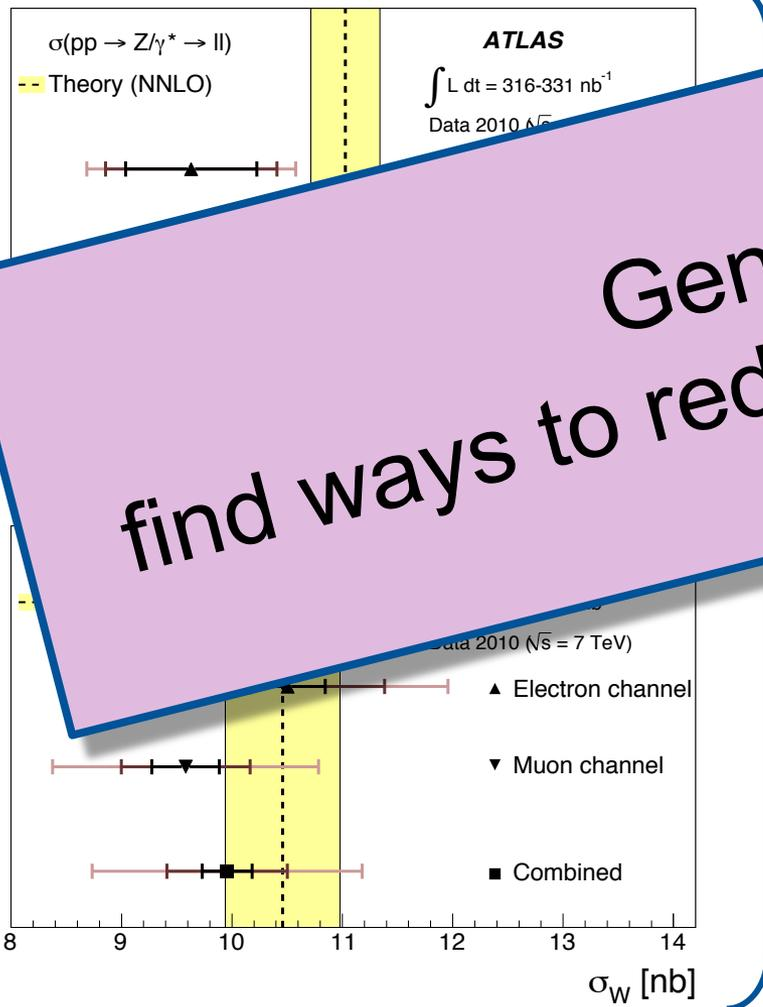 σ(pp → Z/γ* → ll)
Theory (NNLO)
ATLAS
∫ L dt = 316-331 nb⁻¹
Data 2010 (√s
Gen
find ways to red
Data 2010 (√s = 7 TeV)
Electron channel
Muon channel
Combined
8 9 10 11 12 13 14
σ_W [nb]